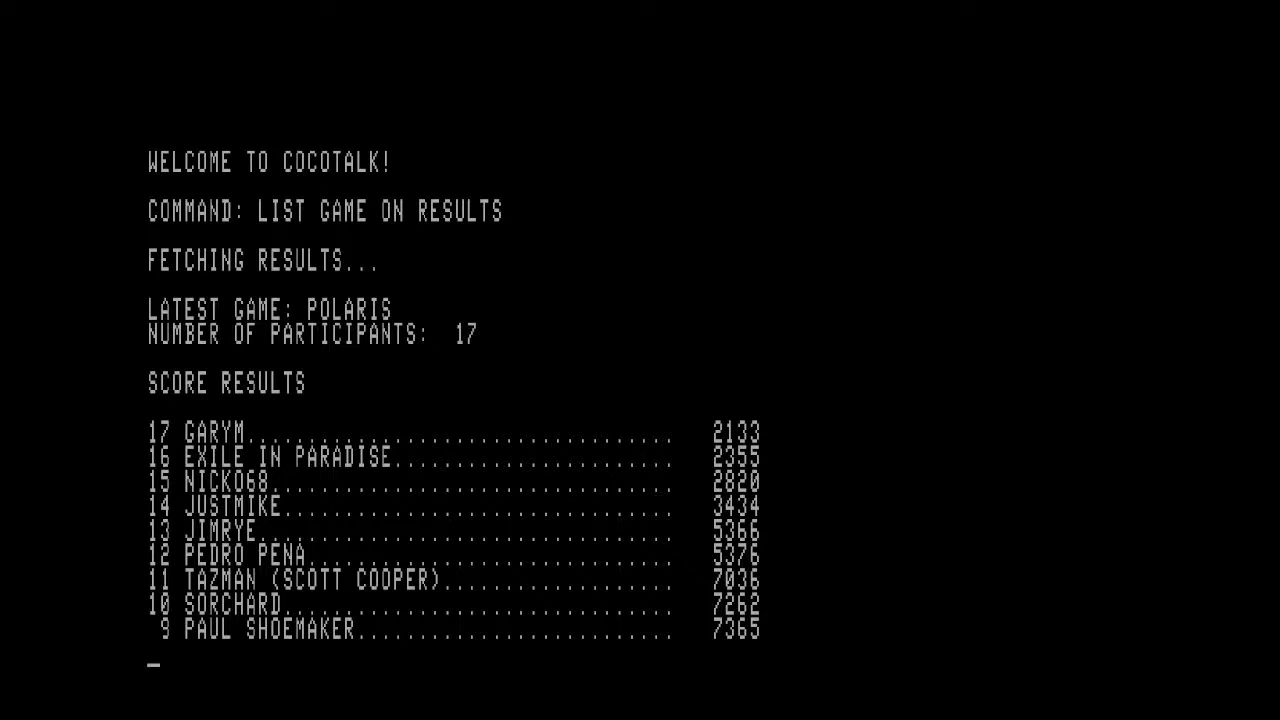 WELCOME TO COCOTALK!
COMMAND: LIST GAME ON RESULTS
FETCHING RESULTS...
LATEST GAME: POLARIS
NUMBER OF PARTICIPANTS:  17
SCORE RESULTS
17 GARYM................................... 2133
16 EXILE IN PARADISE....................... 2355
15 NICKO68................................. 2820
14 JUSTMIKE................................ 3434
13 JIMRYE.................................. 5366
12 PEDRO PENA.............................. 5376
11 TAZMAN (SCOTT COOPER)................... 7036
10 SORCHARD................................ 7262
9 PAUL SHOEMAKER.......................... 7365
_